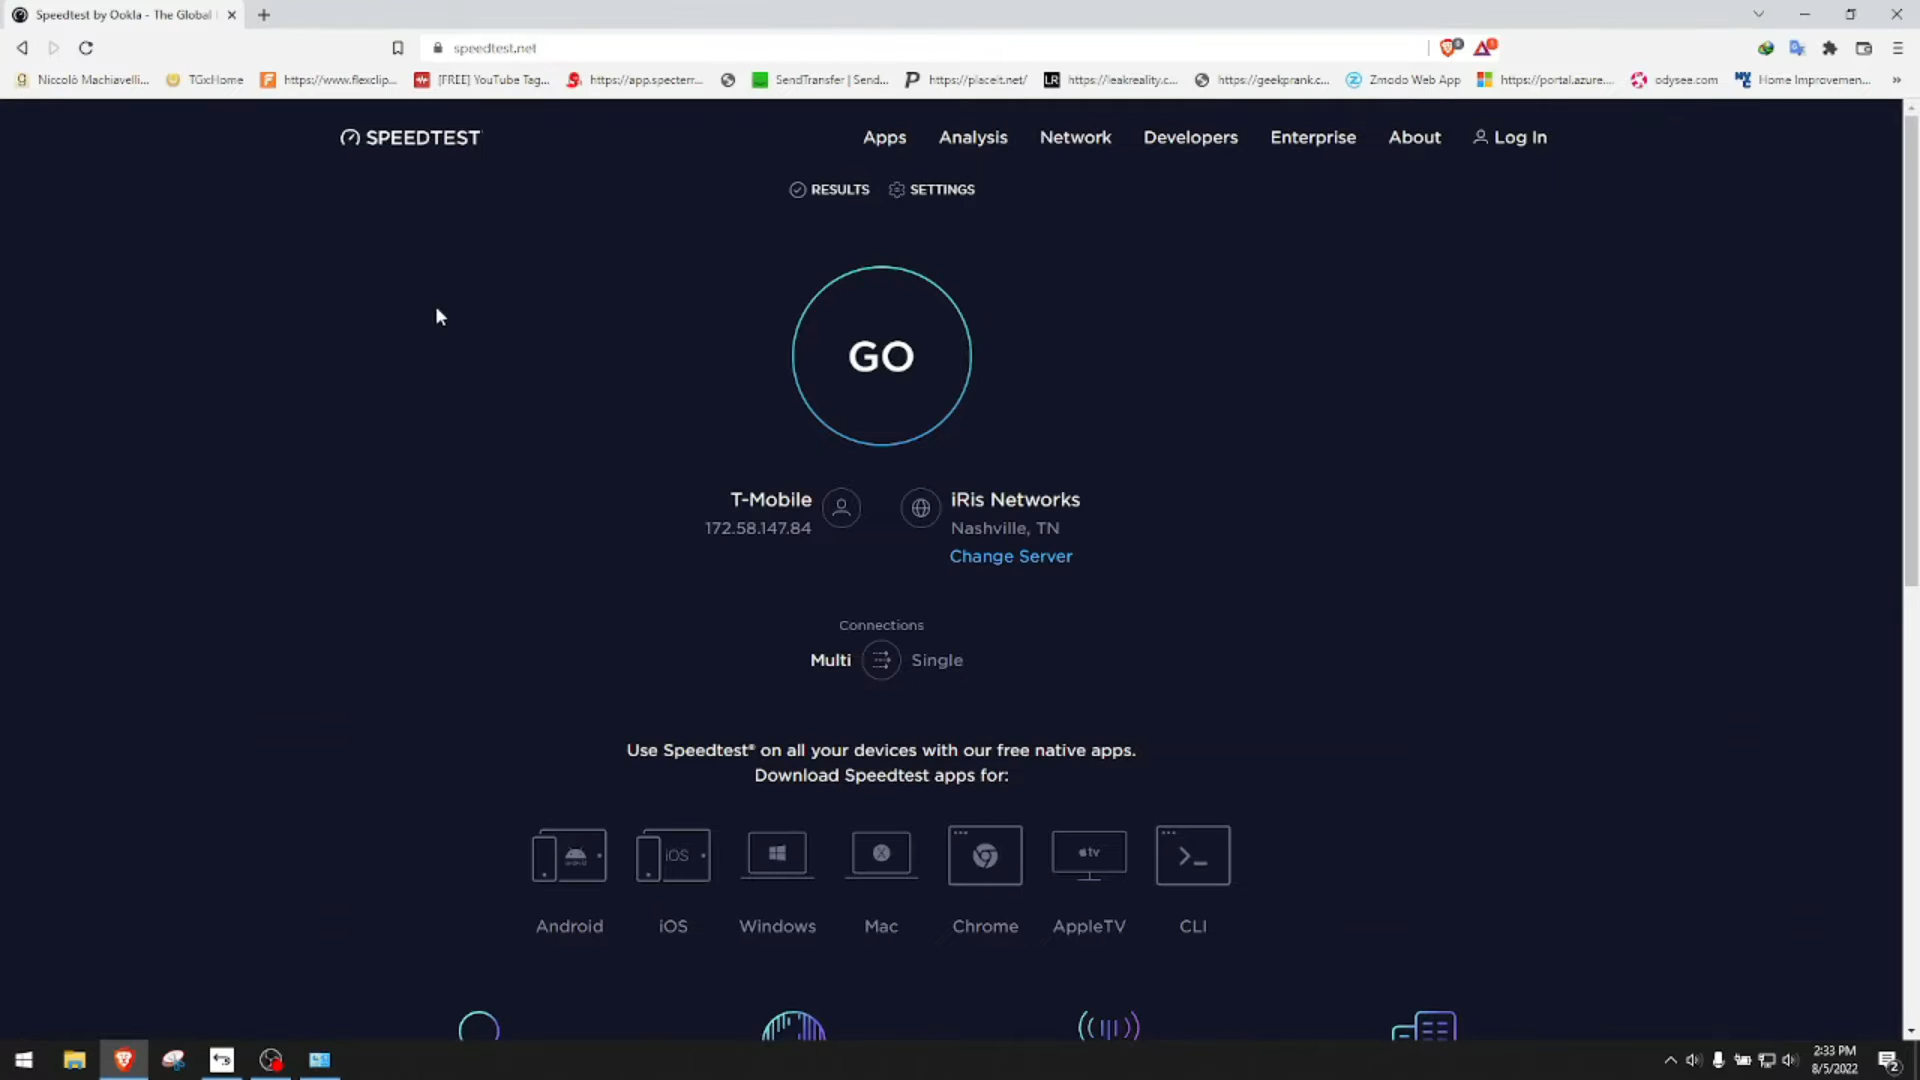 Speedtest by Ookla - The Global
speedtest.net
Niccolò Machiavelli...
TGxHome
https://www.flexclip...
[FREE] YouTube Tag...
https://app.specterr...
SendTransfer | Send...
https://placeit.net/
LR
https://leakreality.c...
https://geekprank.c...
Zmodo Web App
https://portal.azure....
odysee.com
Home Improvemen...
»
SPEEDTEST
Apps
Analysis
Network
Developers
Enterprise
About
Log In
RESULTS
SETTINGS
GO
T-Mobile
172.58.147.84
iRis Networks
Nashville, TN
Change Server
Connections
Multi
Single
Use Speedtest® on all your devices with our free native apps.
Download Speedtest apps for:
iOS
tv
Android
iOS
Windows
Mac
Chrome
AppleTV
CLI
2:33 PM
8/5/2022
2